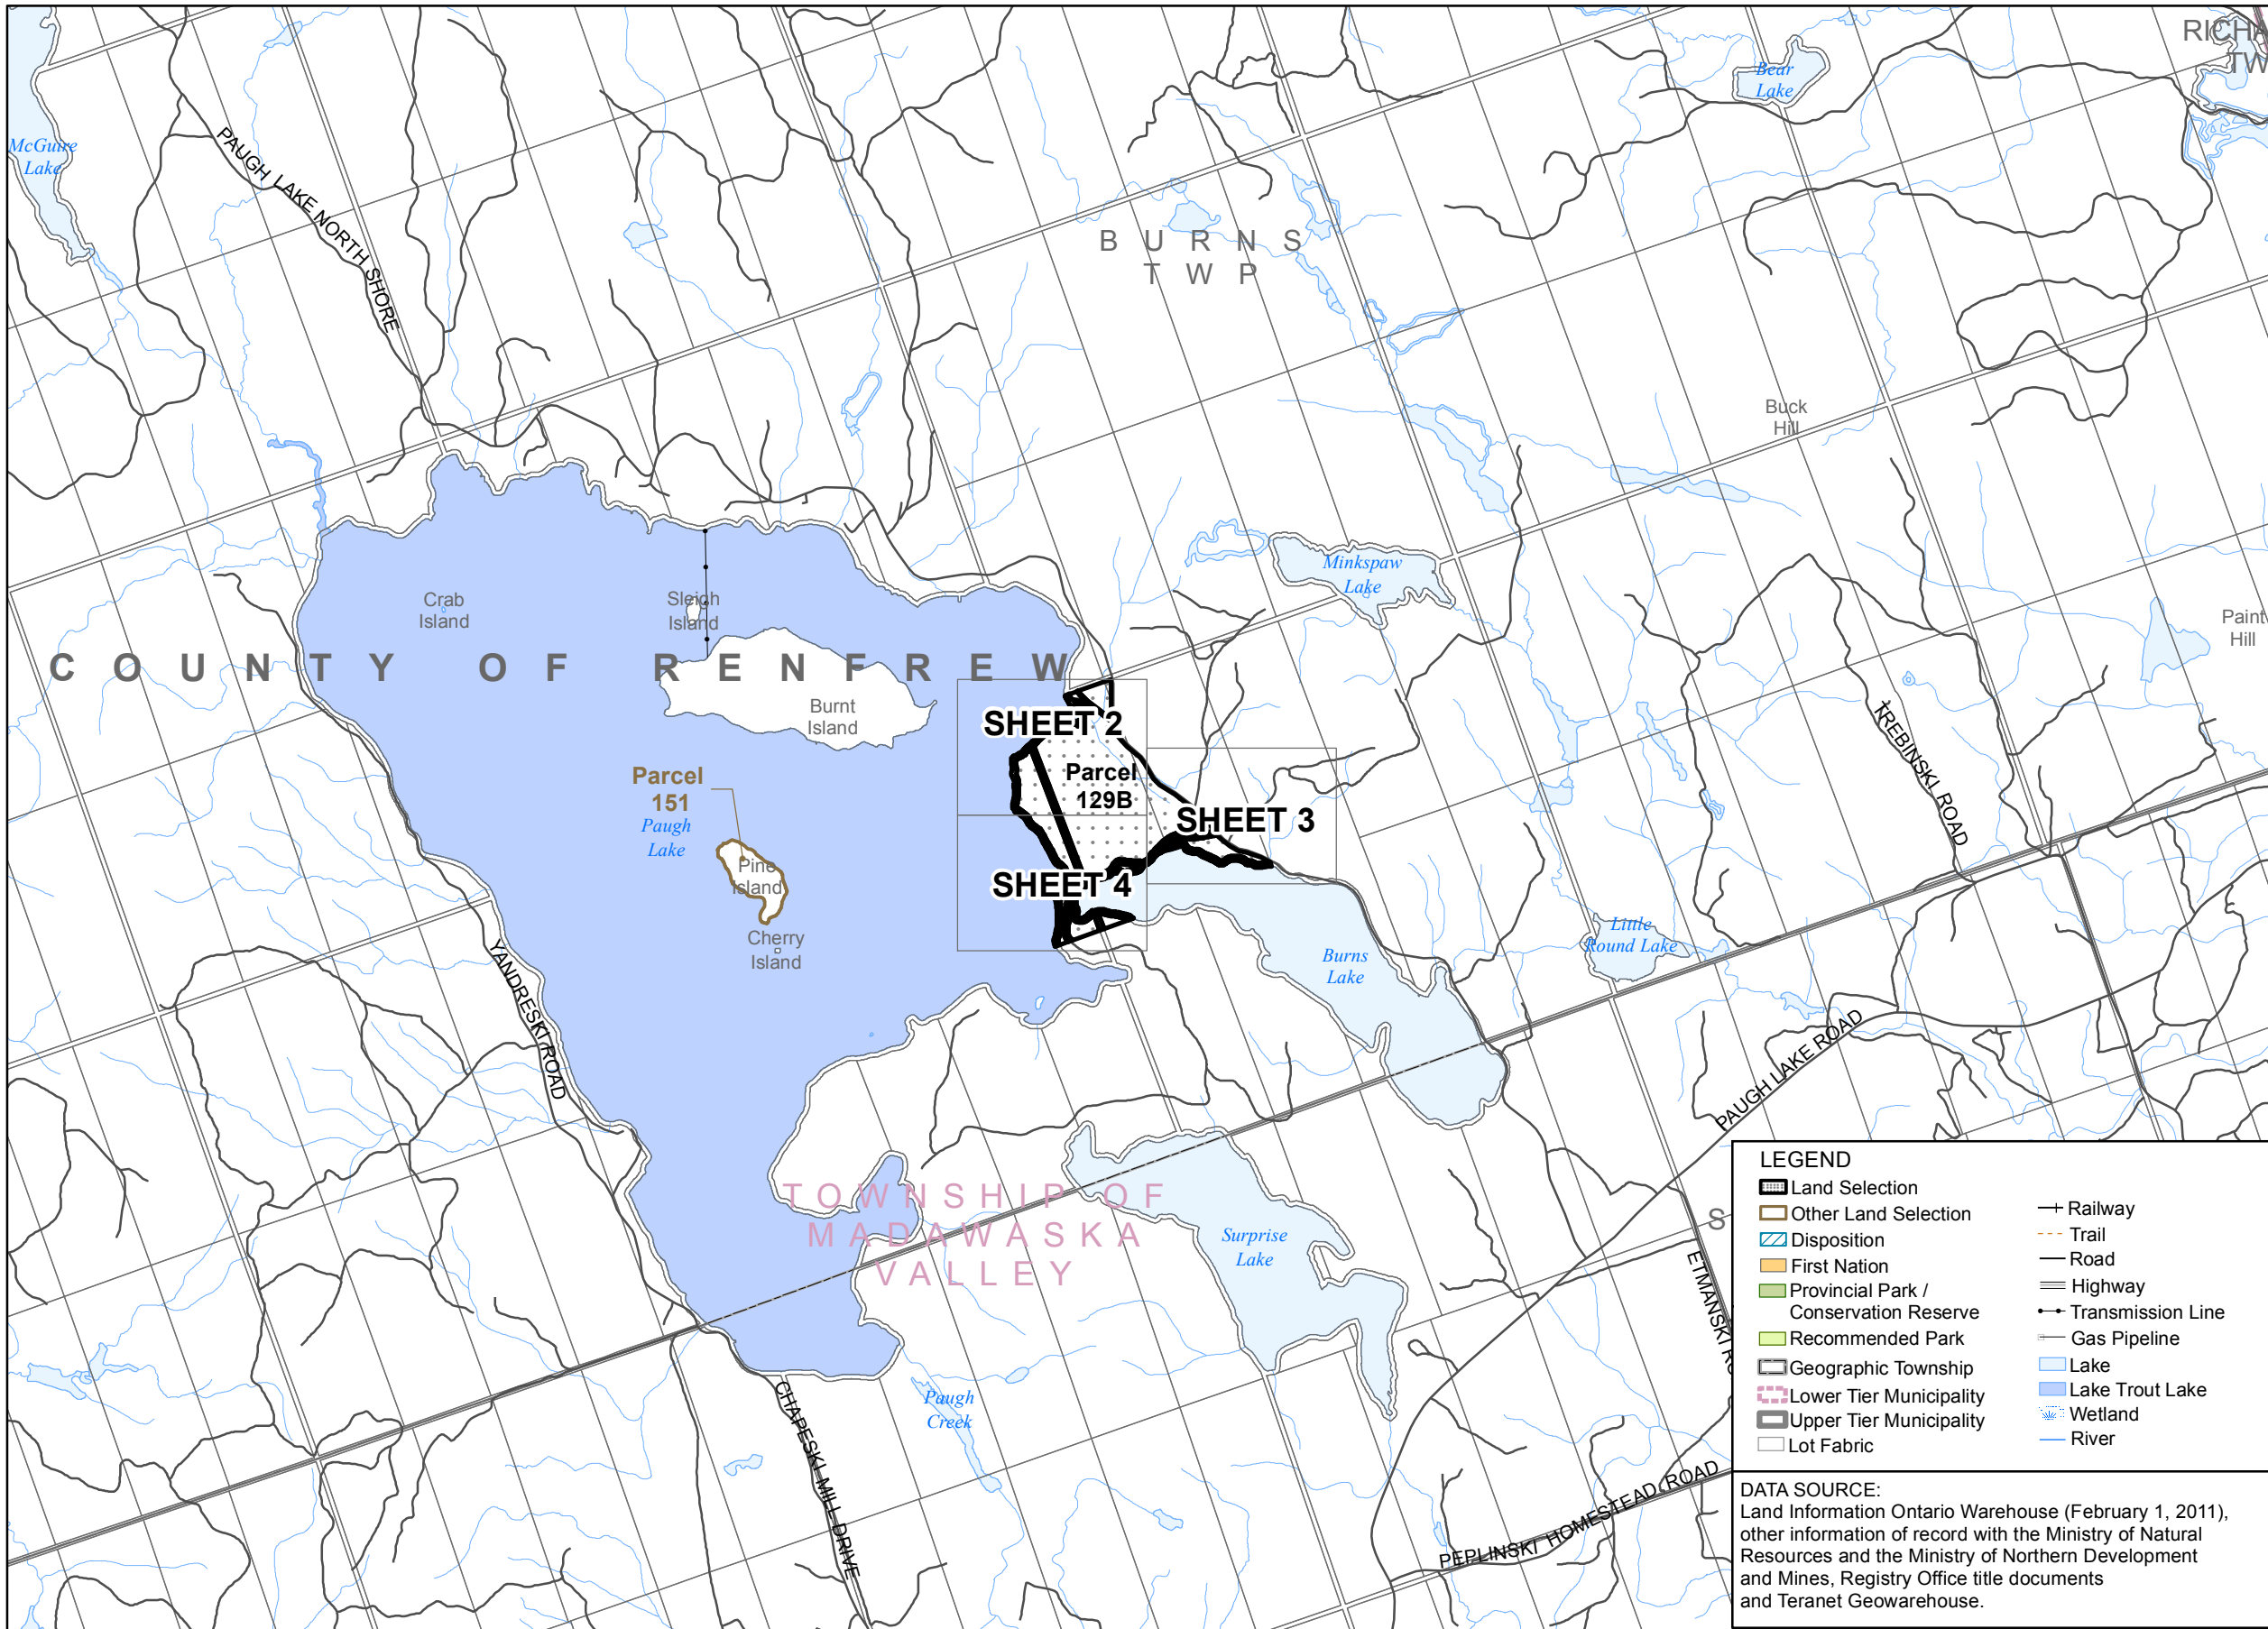 RICHA
TW
Bear
Lake
McGuire
Lake
PAUGH LAKE NORTH SHORE
BURNS
TWP
Buck
Hill
Minkspaw
Lake
Crab
Island
Sleigh
Island
Paint
Hill
COUNTY OF RENFREW
Burnt
Island
SHEET 2
TREBINSKI ROAD
Parcel
151
Parcel
129B
Paugh
Lake
SHEET 3
Pine
Island
SHEET 4
Cherry
Island
Little
Round Lake
Burns
Lake
YANDRESKI ROAD
PAUGH LAKE ROAD
TOWNSHIP OF
MADAWASKA
VALLEY
Surprise
Lake
S
ETMANSKI
Paugh
Creek
CHAPESKI MILL DRIVE
PEPLINSKI HOMESTEAD ROAD
LEGEND
Land Selection
Other Land Selection
Disposition
First Nation
Provincial Park /
Conservation Reserve
Recommended Park
Geographic Township
Lower Tier Municipality
Upper Tier Municipality
Lot Fabric
Railway
Trail
Road
Highway
Transmission Line
Gas Pipeline
Lake
Lake Trout Lake
Wetland
River
DATA SOURCE:
Land Information Ontario Warehouse (February 1, 2011),
other information of record with the Ministry of Natural
Resources and the Ministry of Northern Development
and Mines, Registry Office title documents
and Teranet Geowarehouse.